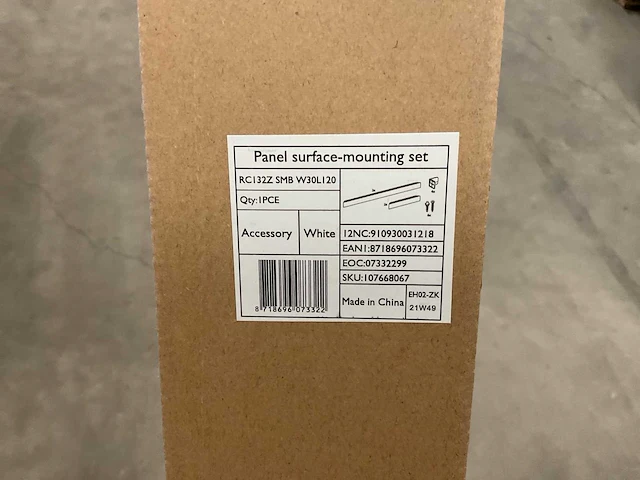 Panel surface-mounting set
RC132Z SMB W30L120
Qty:1PCE
Accessory
White
12NC:910930031218
EAN1:8718696073322
EOC:07332299
SKU:107668067
Made in China
EH02-ZK
21W49
8 718696 073322